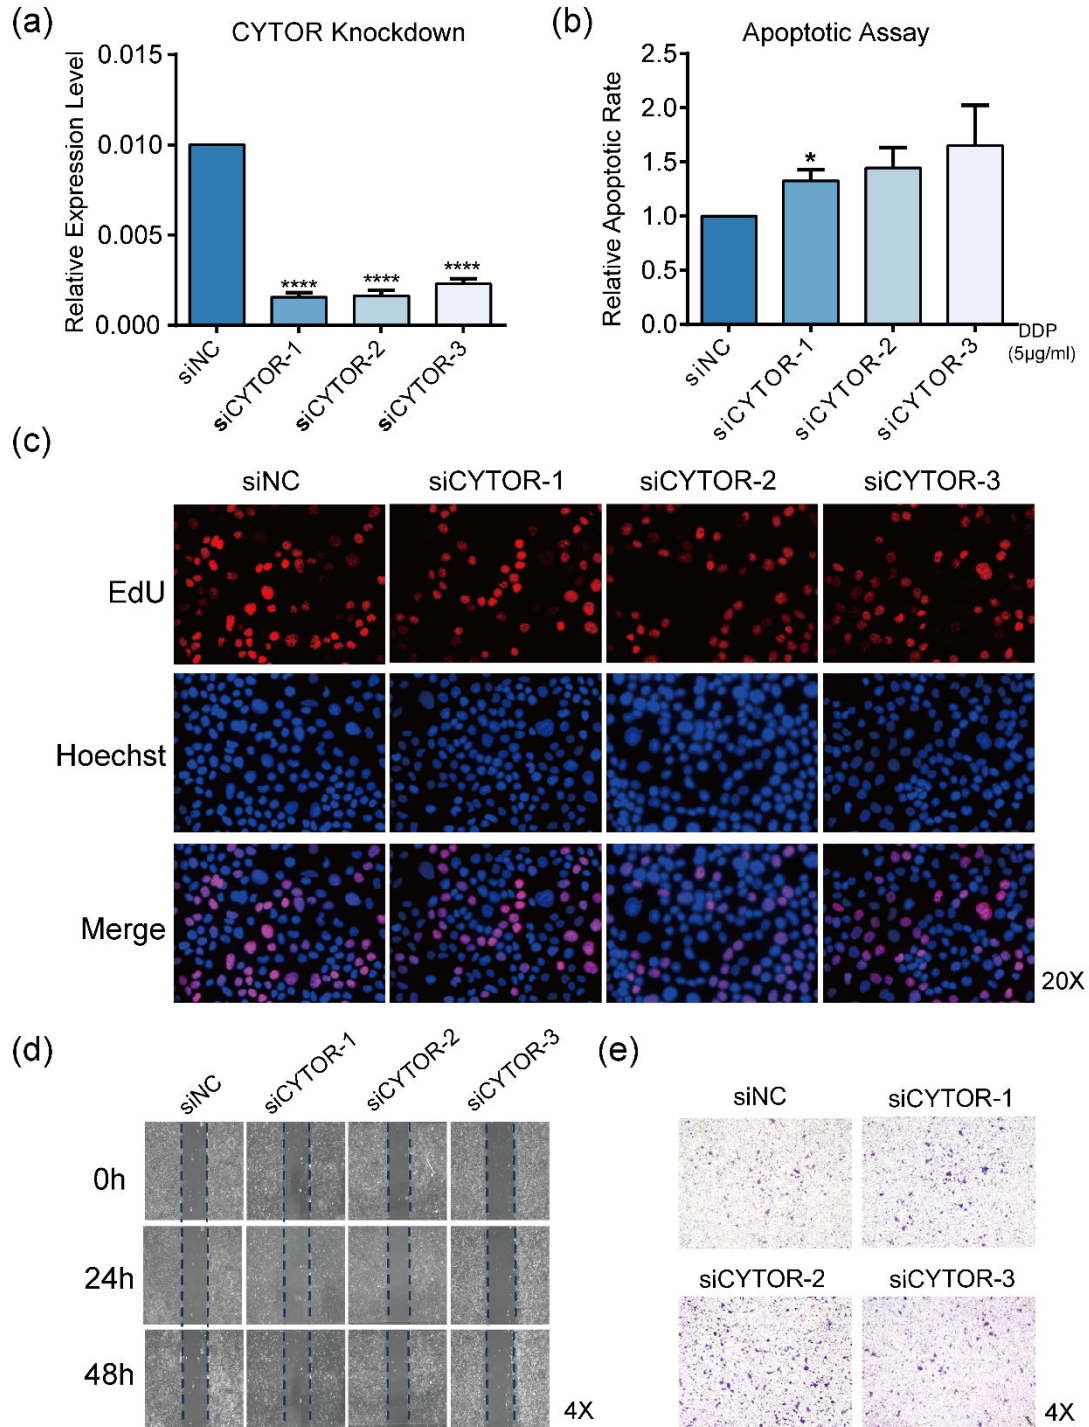 (a)
CYTOR Knockdown
Relative Expression Level
0.015
0.010
0.005
0.000
****
****
****
siNC
siCYTOR-1
siCYTOR-2
siCYTOR-3
(b)
Apoptotic Assay
Relative Apoptotic Rate
2.5
2.0
1.5
1.0
0.5
0.0
*
siNC
siCYTOR-1
siCYTOR-2
siCYTOR-3
DDP
(5μg/ml)
(c)
siNC siCYTOR-1 siCYTOR-2 siCYTOR-3
EdU
Hoechst
Merge
20X
(d)
siNC siCYTOR-1 siCYTOR-2 siCYTOR-3
0h
24h
48h
4X
(e)
siNC siCYTOR-1
siCYTOR-2 siCYTOR-3
4X